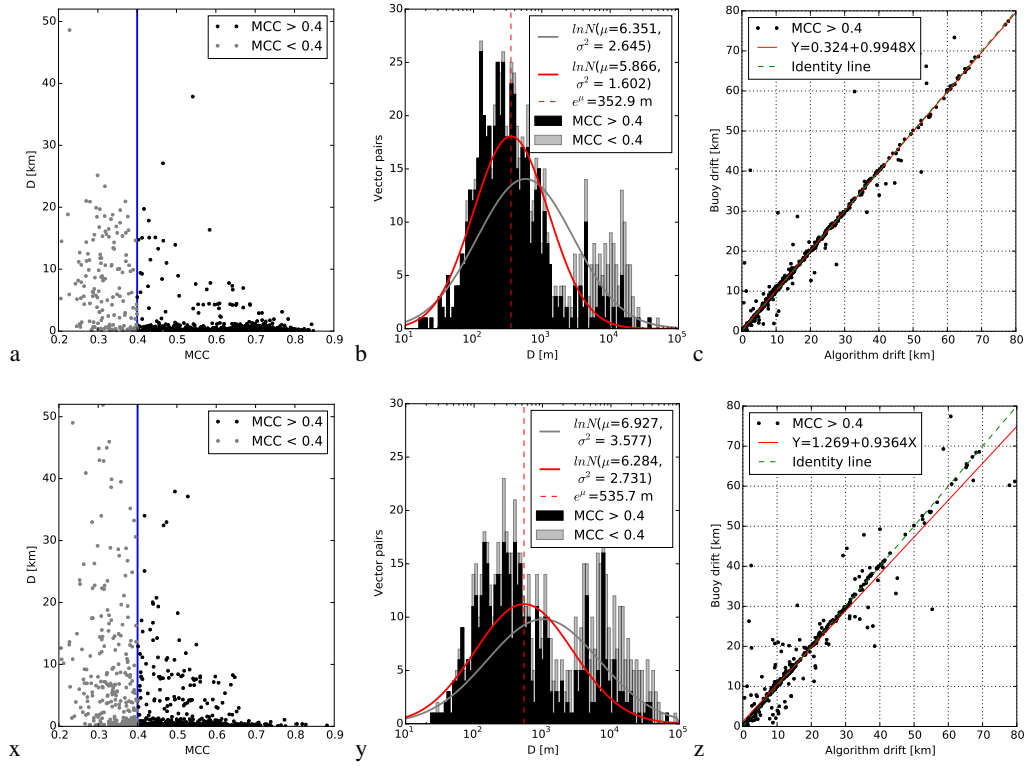 MCC > 0.4
MCC < 0.4
D [km]
50
40
30
20
10
0
0.2 0.3 0.4 0.5 0.6 0.7 0.8 0.9
MCC
a
lnN(μ=6.351,
σ² = 2.645)
lnN(μ=5.866,
σ² = 1.602)
e^μ=352.9 m
MCC > 0.4
MCC < 0.4
Vector pairs
30
25
20
15
10
5
0
10¹ 10² 10³ 10⁴ 10⁵
D [m]
b
MCC > 0.4
Y=0.324+0.9948X
Identity line
Buoy drift [km]
80
70
60
50
40
30
20
10
0
0 10 20 30 40 50 60 70 80
Algorithm drift [km]
c
MCC > 0.4
MCC < 0.4
D [km]
50
40
30
20
10
0
0.2 0.3 0.4 0.5 0.6 0.7 0.8 0.9
MCC
x
lnN(μ=6.927,
σ² = 3.577)
lnN(μ=6.284,
σ² = 2.731)
e^μ=535.7 m
MCC > 0.4
MCC < 0.4
Vector pairs
30
25
20
15
10
5
0
10¹ 10² 10³ 10⁴ 10⁵
D [m]
y
MCC > 0.4
Y=1.269+0.9364X
Identity line
Buoy drift [km]
80
70
60
50
40
30
20
10
0
0 10 20 30 40 50 60 70 80
Algorithm drift [km]
z